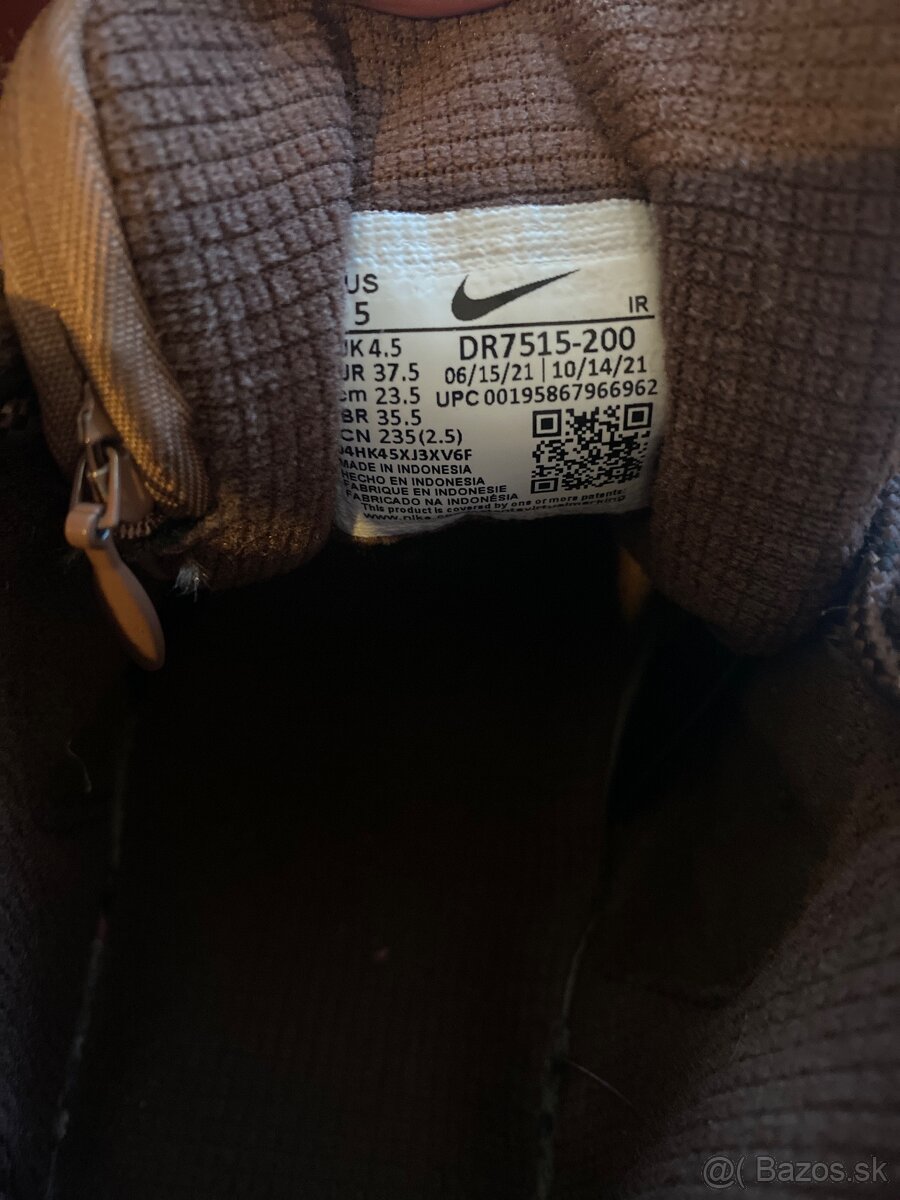 US
5
IR
UK 4.5
DR7515-200
EUR 37.5
06/15/21 | 10/14/21
cm 23.5
UPC 00195867966962
BR 35.5
CN 235(2.5)
J4HK45XJ3XV6F
MADE IN INDONESIA
HECHO EN INDONESIA
FABRIQUE EN INDONESIE
FABRICADO NA INDONÉSIA
This product is covered by one or more patents:
@( Bazos.sk